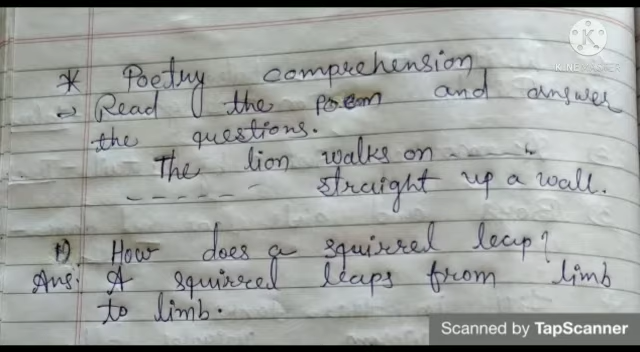 * Poetry comprehension
→ Read the poem and answer
the questions.
The lion walks on ------
------ straight up a wall.
1) How does a squirrel leap?
Ans. A squirrel leaps from limb
to limb.
K
KINEMASTER
Scanned by TapScanner